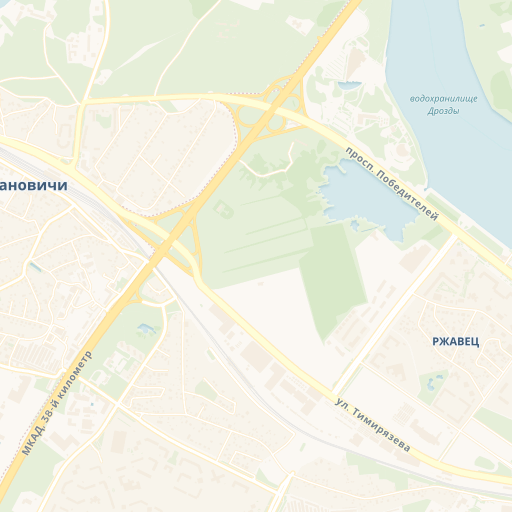 водохранилище
Дрозды
просп. Победителей
ановичи
РЖАВЕЦ
МКАД, 38-й километр
ул. Тимирязева